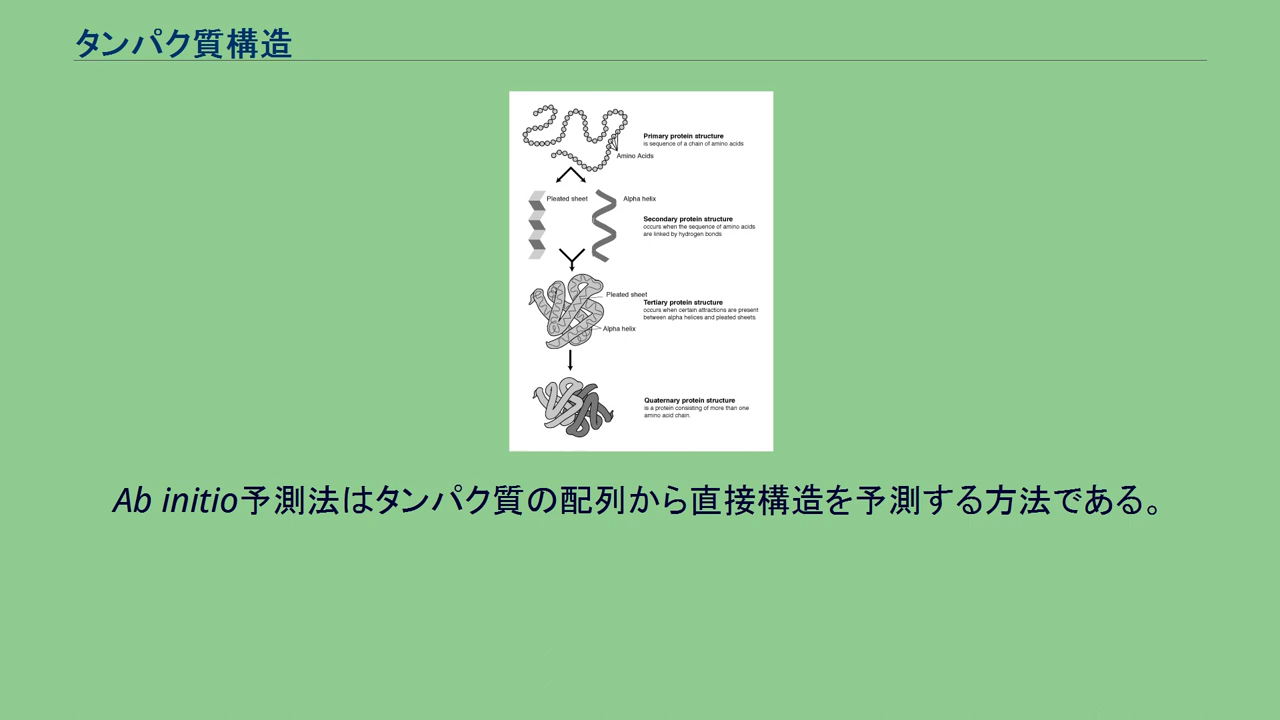 タンパク質構造
Primary protein structure
is sequence of a chain of amino acids
Amino Acids
Pleated sheet
Alpha helix
Secondary protein structure
occurs when the sequence of amino acids
are linked by hydrogen bonds
Pleated sheet
Tertiary protein structure
occurs when certain attractions are present
between alpha helices and pleated sheets.
Alpha helix
Quaternary protein structure
is a protein consisting of more than one
amino acid chain.
Ab initio予測法はタンパク質の配列から直接構造を予測する方法である。